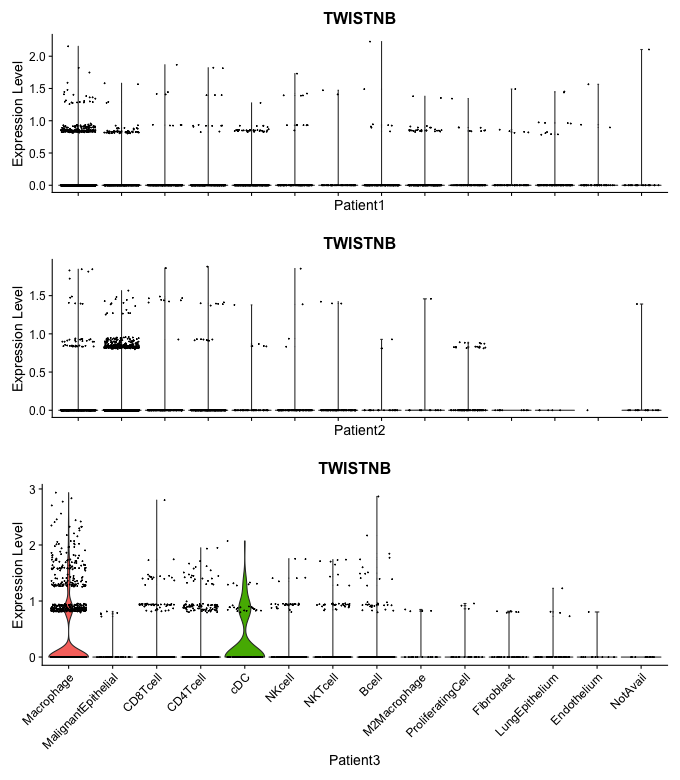 TWISTNB
Expression Level
2.0
1.5
1.0
0.5
0.0
Patient1
TWISTNB
Expression Level
1.5
1.0
0.5
0.0
Patient2
TWISTNB
Expression Level
3
2
1
0
Macrophage
MalignantEpithelial
CD8Tcell
CD4Tcell
cDC
NKcell
NKTcell
Bcell
M2Macrophage
ProliferatingCell
Fibroblast
LungEpithelium
Endothelium
NotAvail
Patient3